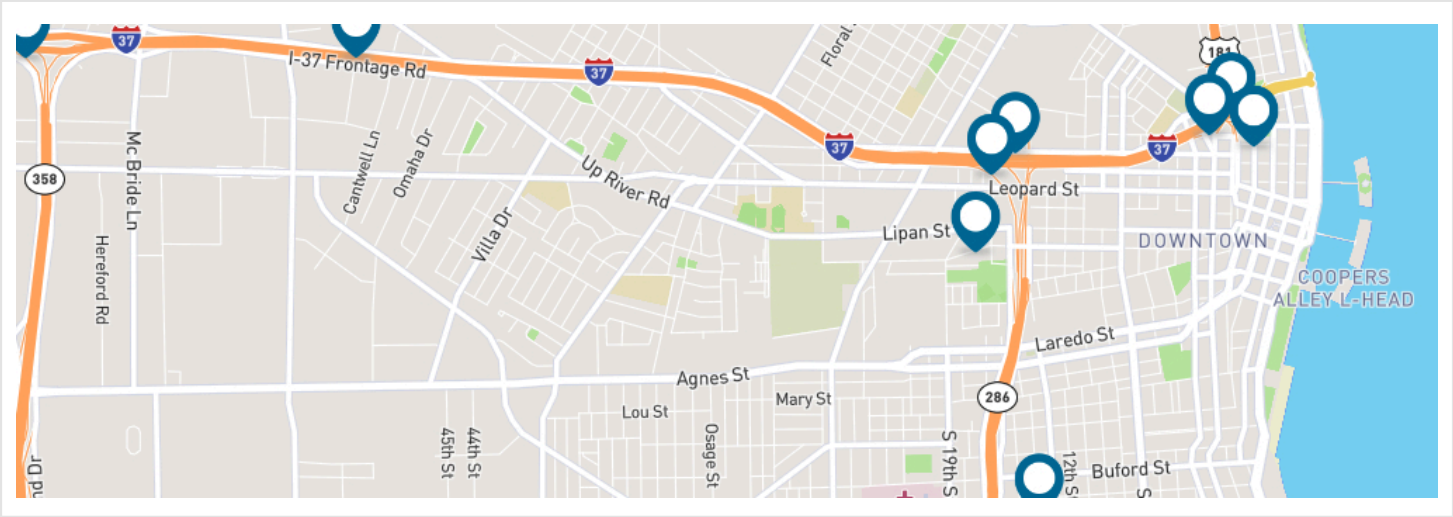 37
I-37 Frontage Rd
37
Floral
181
Mc Bride Ln
Cantwell Ln
Omaha Dr
37
37
358
Up River Rd
Leopard St
Villa Dr
Lipan St
DOWNTOWN
Hereford Rd
COOPERS
ALLEY L-HEAD
Laredo St
Agnes St
286
Mary St
Lou St
45th St
44th St
Osage St
S 19th S
12th S
Buford St
S
nd Dr